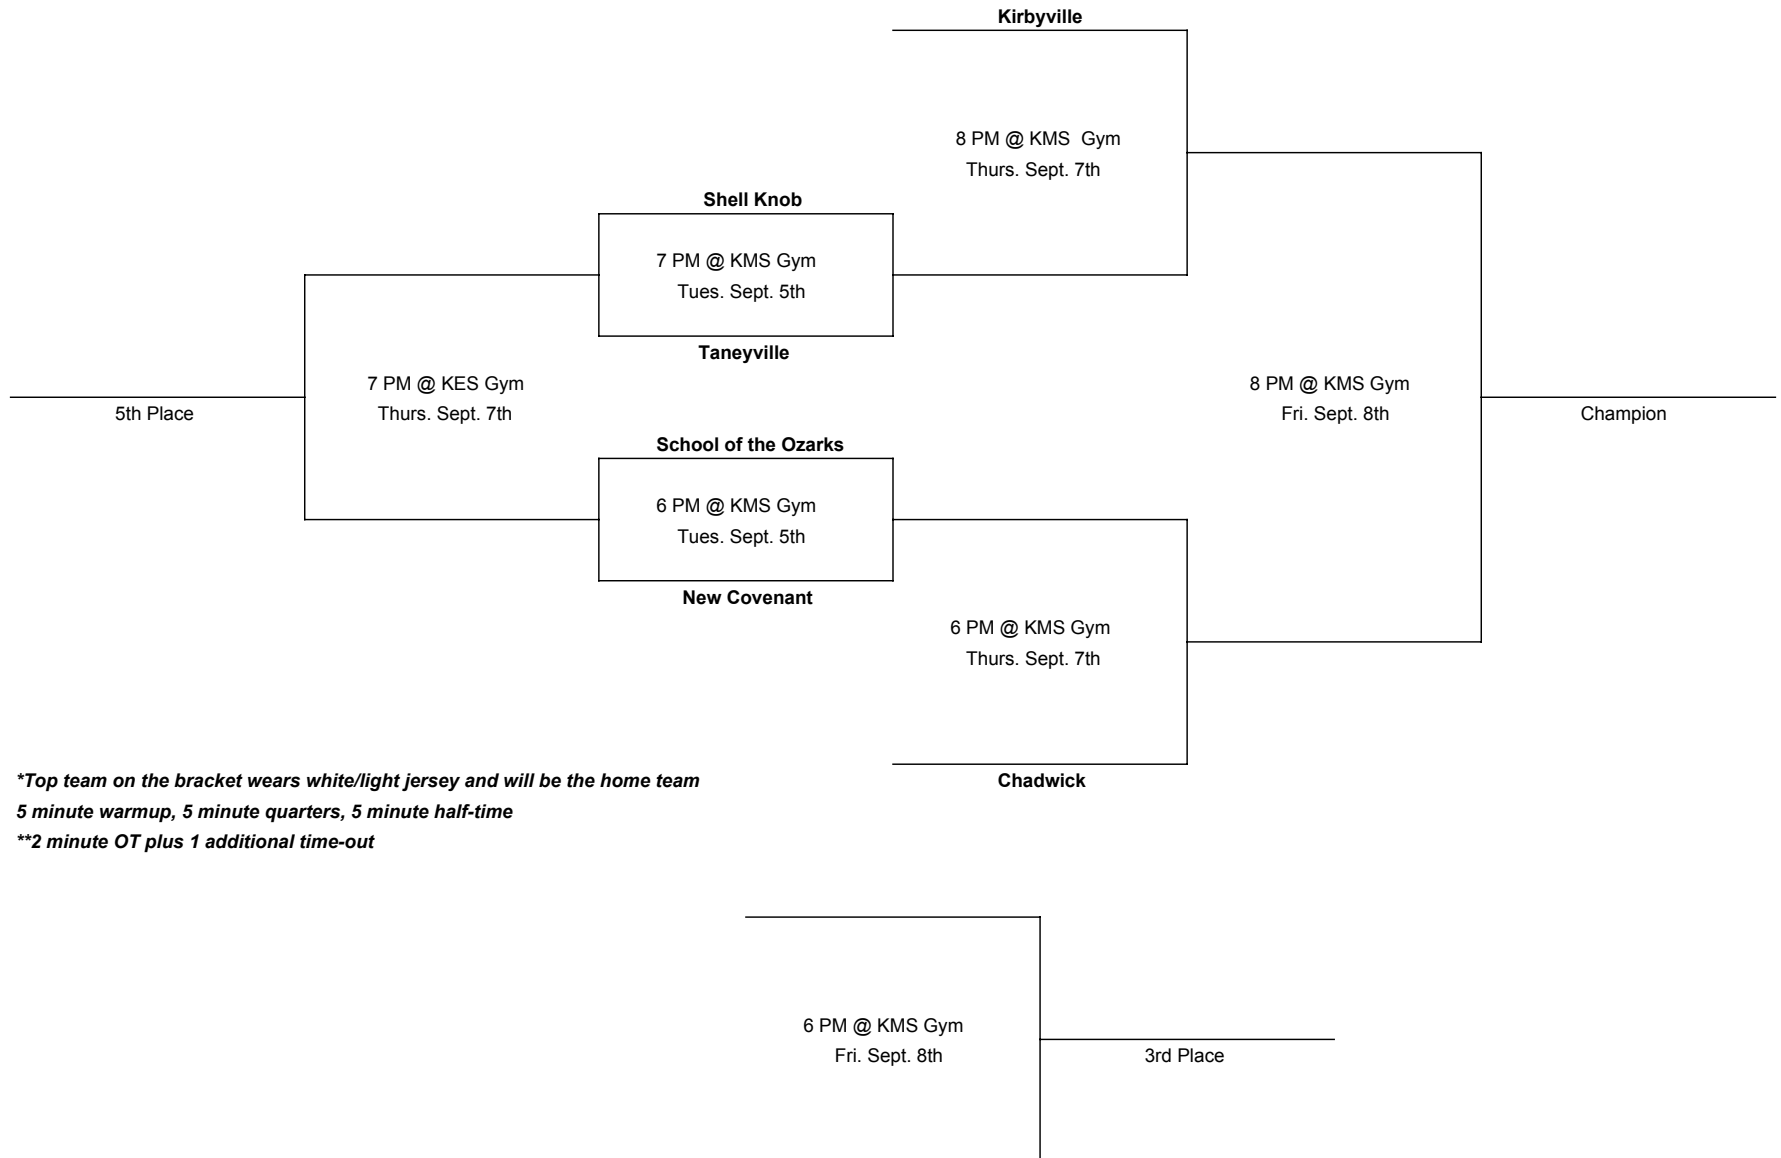 Kirbyville
8 PM @ KMS  Gym
Thurs. Sept. 7th
Shell Knob
7 PM @ KMS Gym
Tues. Sept. 5th
Taneyville
7 PM @ KES Gym
Thurs. Sept. 7th
5th Place
8 PM @ KMS Gym
Fri. Sept. 8th
Champion
School of the Ozarks
6 PM @ KMS Gym
Tues. Sept. 5th
New Covenant
6 PM @ KMS Gym
Thurs. Sept. 7th
Chadwick
*Top team on the bracket wears white/light jersey and will be the home team
5 minute warmup, 5 minute quarters, 5 minute half-time
**2 minute OT plus 1 additional time-out
6 PM @ KMS Gym
Fri. Sept. 8th
3rd Place